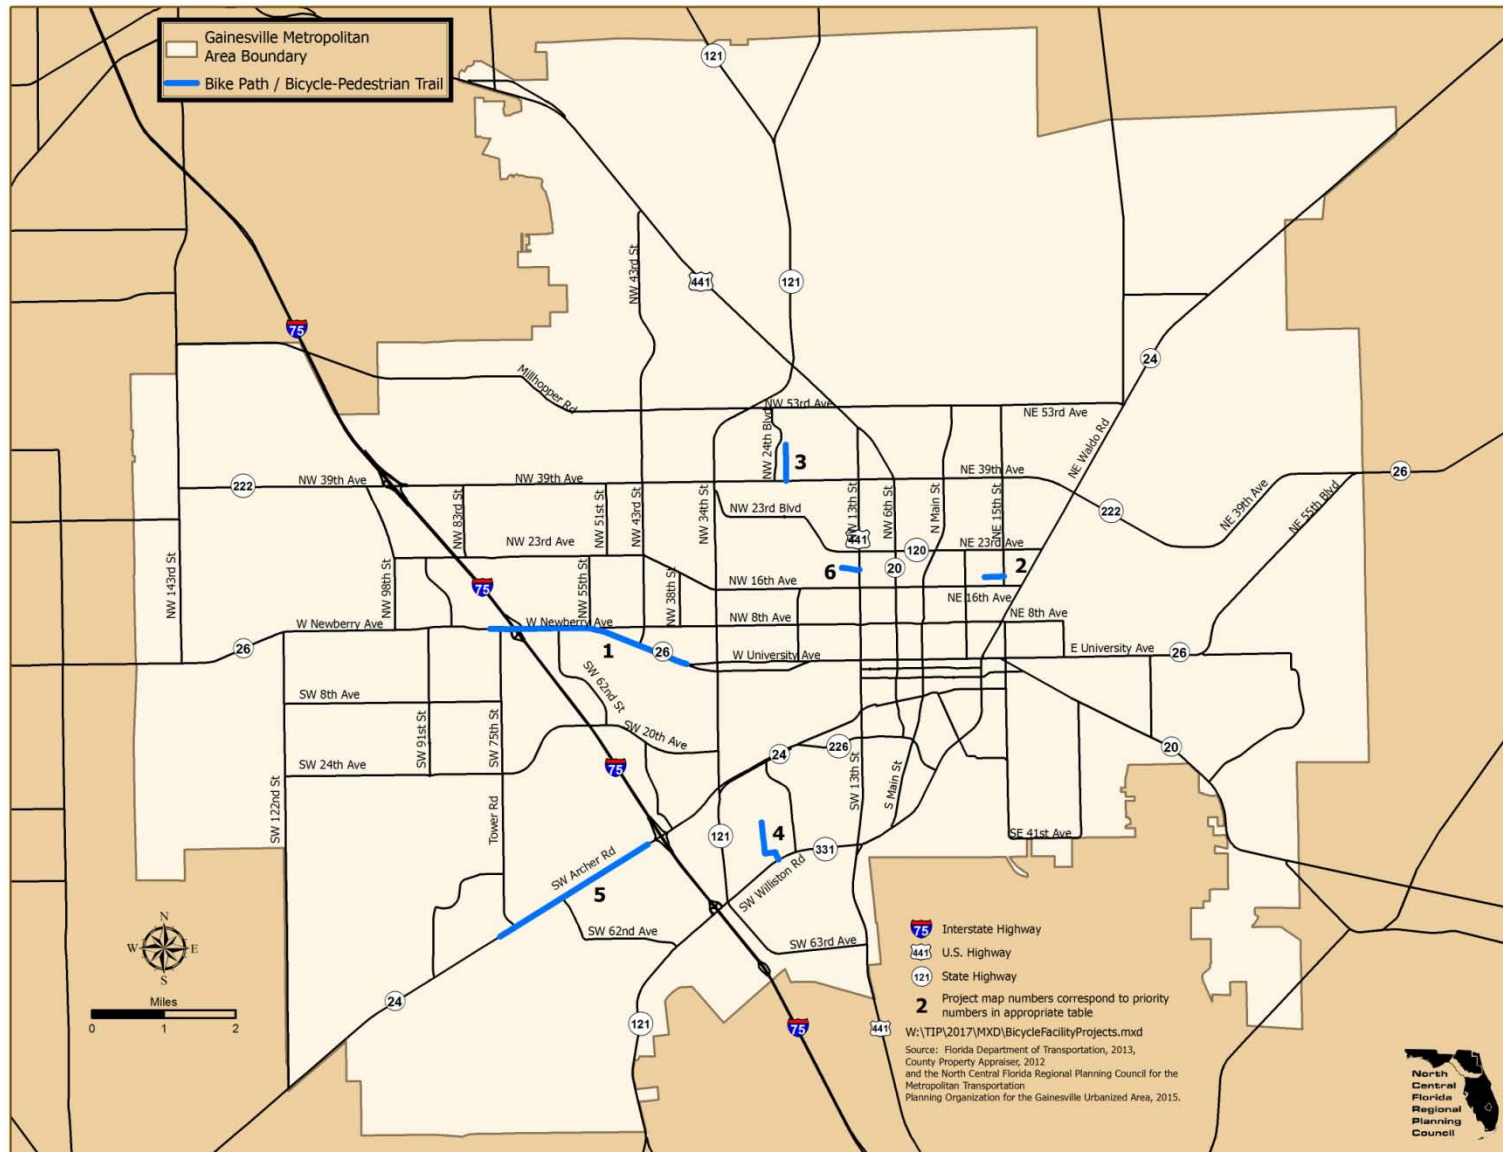 Gainesville Metropolitan
Area Boundary
Bike Path / Bicycle-Pedestrian Trail
121
NW 43rd St
441
121
75
24
Millhopper Rd
NW 53rd Ave
NE 53rd Ave
NW 24th Blvd
3
NE Waldo Rd
222
NW 39th Ave
NW 39th Ave
NE 39th Ave
26
NW 83rd St
NW 51st St
NW 43rd St
NW 34th St
NW 23rd Blvd
NW 13th St
NW 6th St
N Main St
NE 15th St
222
NE 39th Ave
NE 55th Blvd
441
NW 23rd Ave
120
NE 23rd Ave
NW 143rd St
NW 98th St
75
NW 55th St
NW 38th St
NW 16th Ave
6
20
2
NE 16th Ave
NE 8th Ave
W Newberry Ave
W Newberry Ave
NW 8th Ave
26
1
26
W University Ave
E University Ave
26
SW 62nd St
SW 8th Ave
SW 91st St
SW 75th St
SW 20th Ave
24
226
20
SW 24th Ave
75
SW 122nd St
Tower Rd
SW 13th St
S Main St
121
4
331
SE 41st Ave
SW Archer Rd
5
SW Williston Rd
SW 62nd Ave
SW 63rd Ave
24
121
75
441
N
W E
S
Miles
0 1 2
75 Interstate Highway
441 U.S. Highway
121 State Highway
2 Project map numbers correspond to priority
numbers in appropriate table
W:\TIP\2017\MXD\BicycleFacilityProjects.mxd
Source: Florida Department of Transportation, 2013,
County Property Appraiser, 2012
and the North Central Florida Regional Planning Council for the
Metropolitan Transportation
Planning Organization for the Gainesville Urbanized Area, 2015.
North
Central
Florida
Regional
Planning
Council